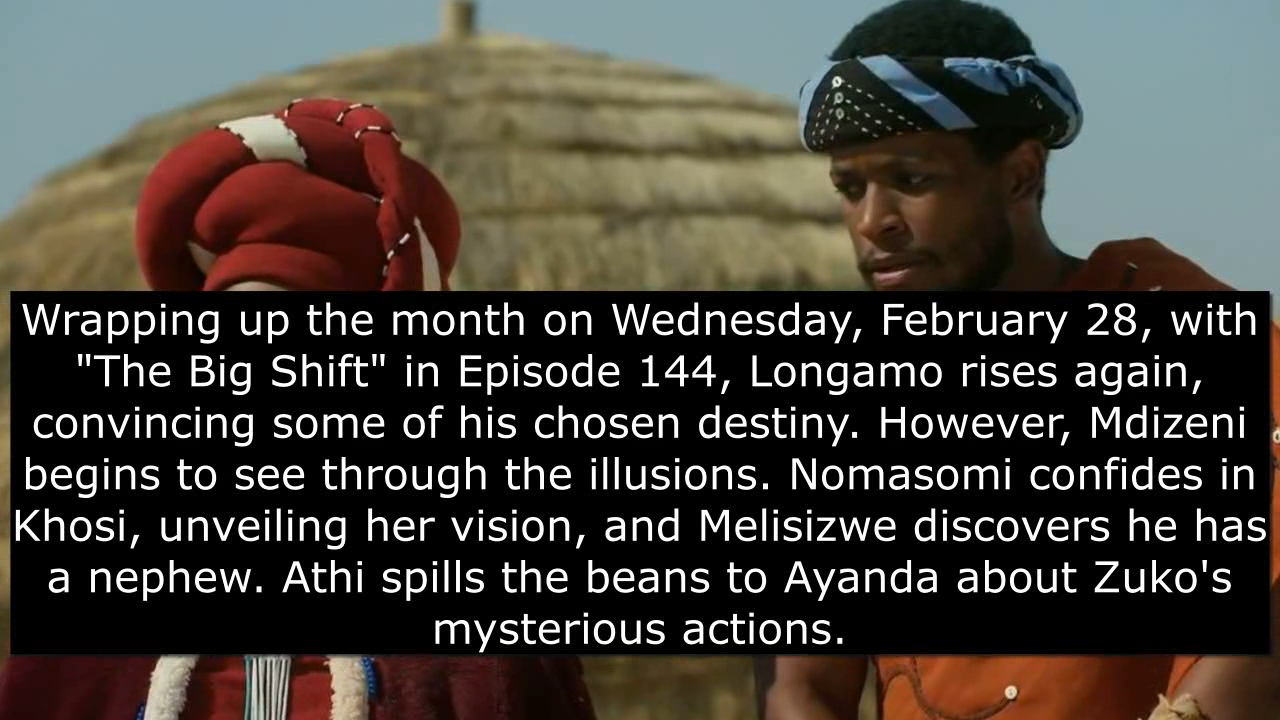 Wrapping up the month on Wednesday, February 28, with
"The Big Shift" in Episode 144, Longamo rises again,
convincing some of his chosen destiny. However, Mdizeni
begins to see through the illusions. Nomasomi confides in
Khosi, unveiling her vision, and Melisizwe discovers he has
a nephew. Athi spills the beans to Ayanda about Zuko's
mysterious actions.